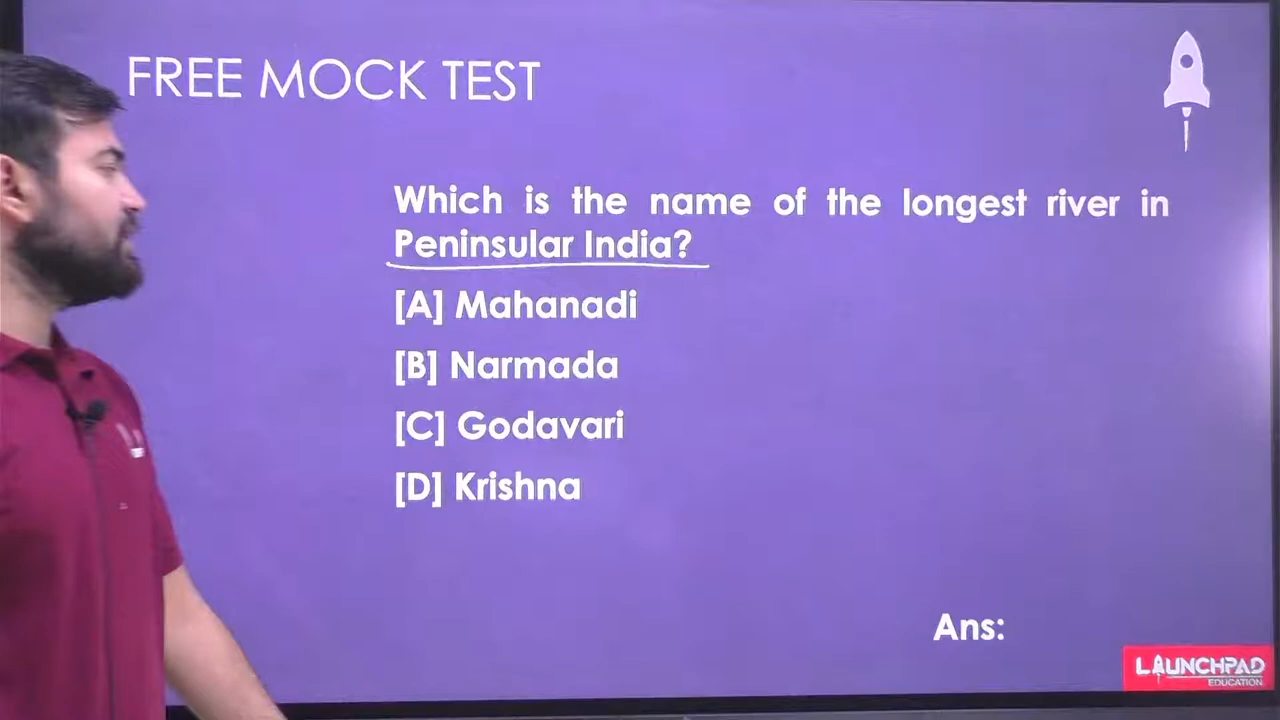 FREE MOCK TEST
Which is the name of the longest river in
Peninsular India?
[A] Mahanadi
[B] Narmada
[C] Godavari
[D] Krishna
Ans:
LAUNCHPAD
EDUCATION